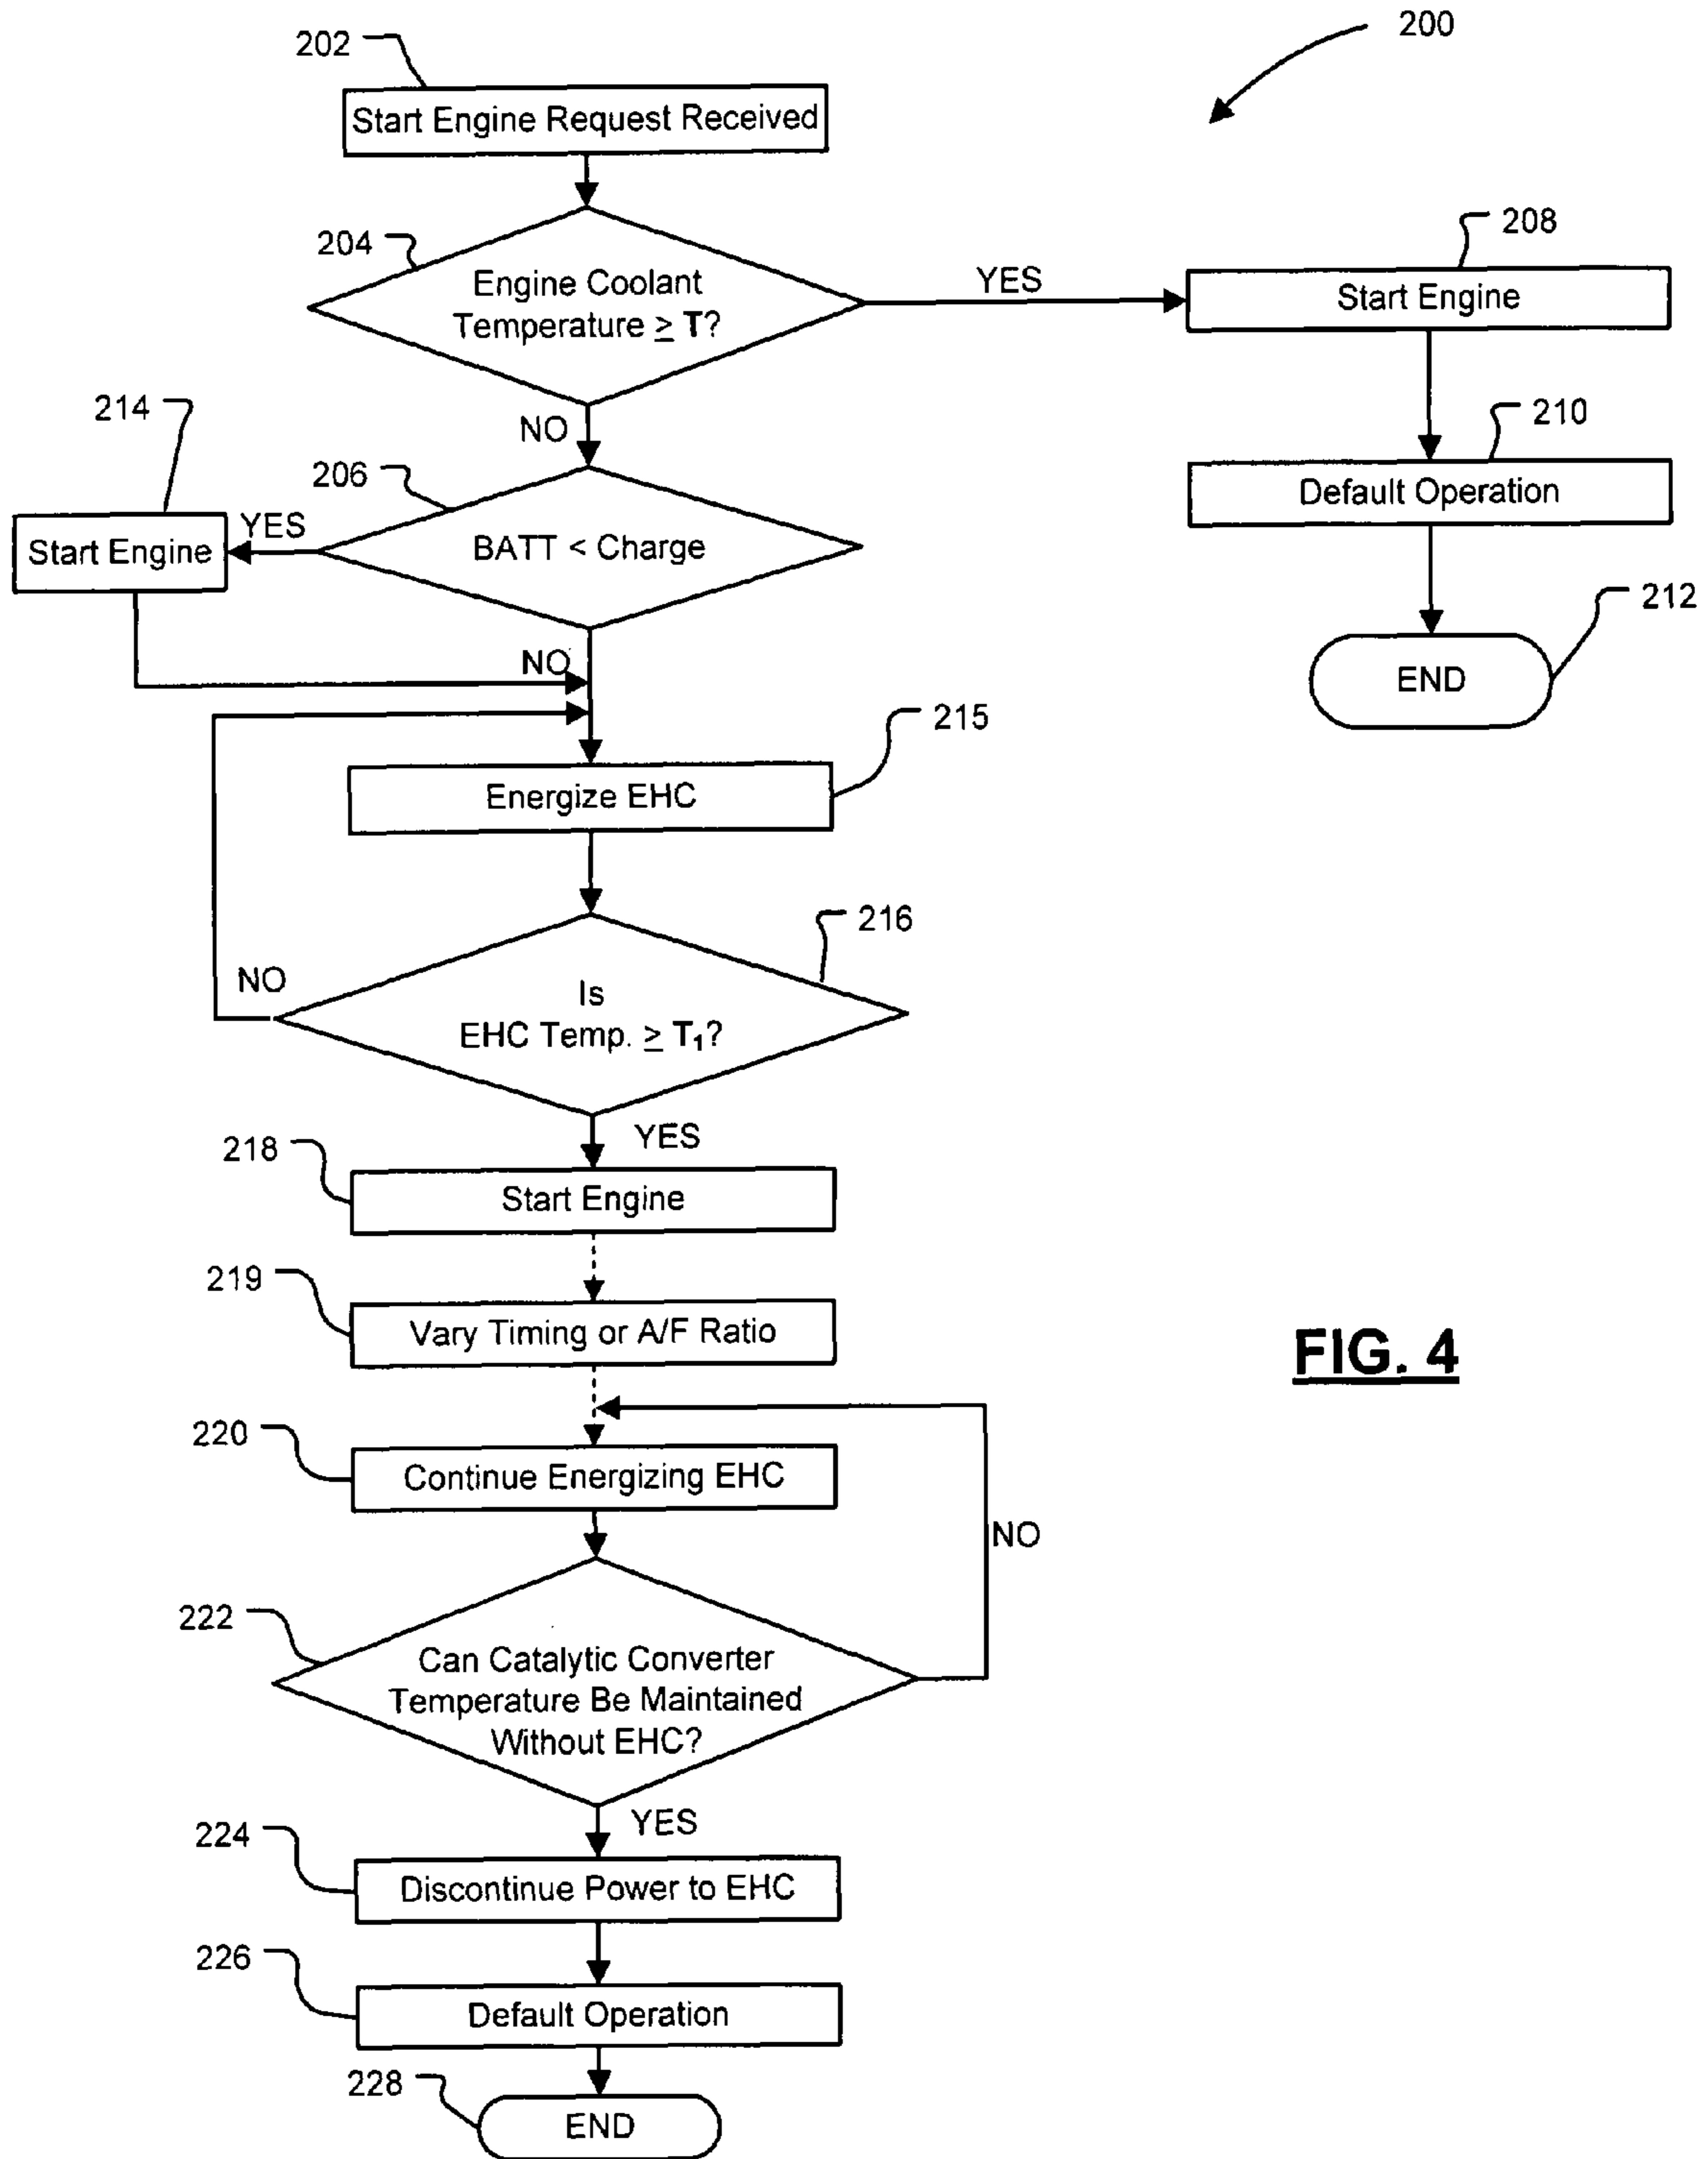 200
202
Start Engine Request Received
204
Engine Coolant
Temperature ≥ T?
YES
208
Start Engine
NO
210
Default Operation
212
END
206
BATT < Charge
YES
214
Start Engine
NO
215
Energize EHC
216
Is
EHC Temp. ≥ T₁?
NO
YES
218
Start Engine
219
Vary Timing or A/F Ratio
220
Continue Energizing EHC
222
Can Catalytic Converter
Temperature Be Maintained
Without EHC?
NO
YES
224
Discontinue Power to EHC
226
Default Operation
228
END
FIG. 4